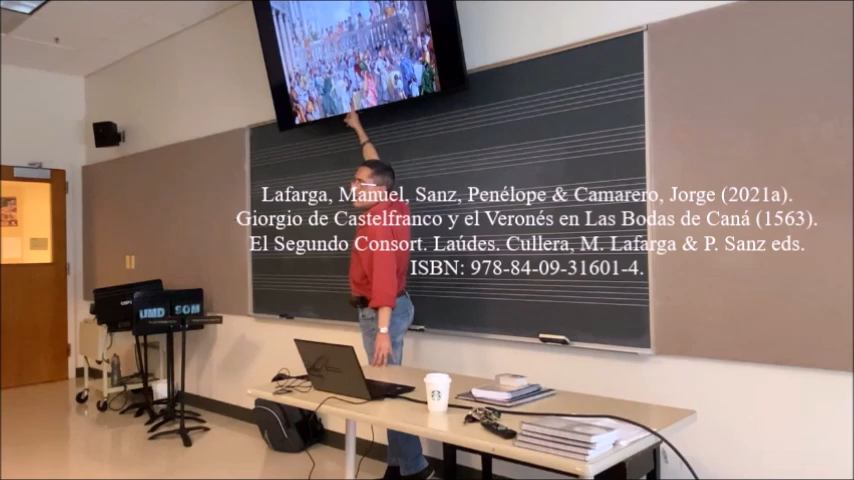 Lafarga, Manuel, Sanz, Penélope & Camarero, Jorge (2021a).
Giorgio de Castelfranco y el Veronés en Las Bodas de Caná (1563).
El Segundo Consort. Laúdes. Cullera, M. Lafarga & P. Sanz eds.
ISBN: 978-84-09-31601-4.
UMD SOM